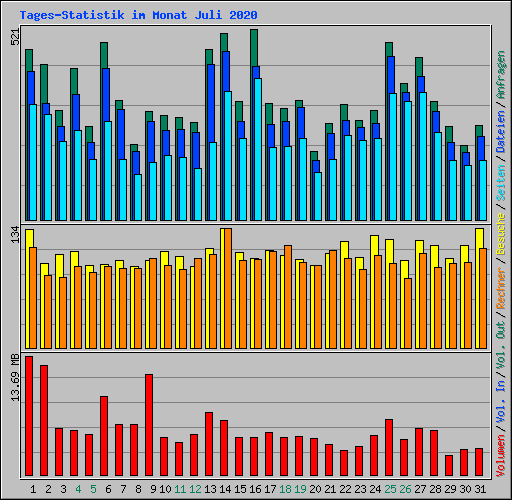 Tages-Statistik im Monat Juli 2020
521
134
13.69 MB
Volumen / Vol. In / Vol. Out / Rechner / Besuche / Seiten / Dateien / Anfragen
1 2 3 4 5 6 7 8 9 10 11 12 13 14 15 16 17 18 19 20 21 22 23 24 25 26 27 28 29 30 31